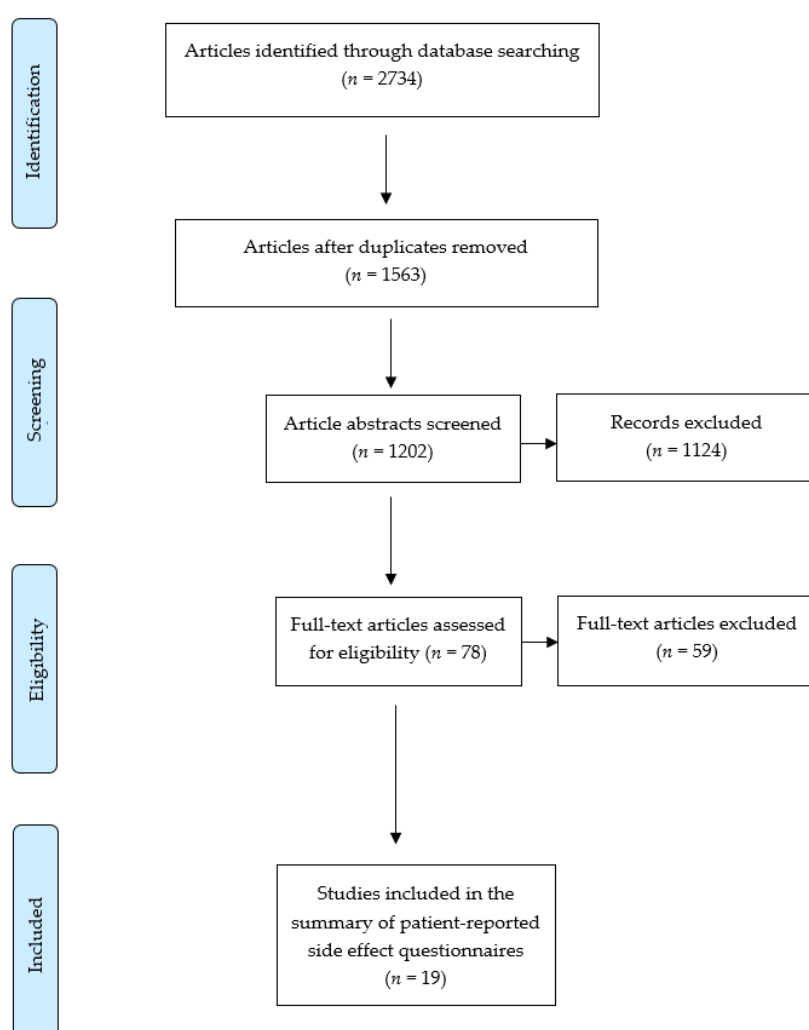 Identification
Articles identified through database searching
(n = 2734)
Articles after duplicates removed
(n = 1563)
Screening
Article abstracts screened
(n = 1202)
Records excluded
(n = 1124)
Eligibility
Full-text articles assessed
for eligibility (n = 78)
Full-text articles excluded
(n = 59)
Included
Studies included in the
summary of patient-reported
side effect questionnaires
(n = 19)